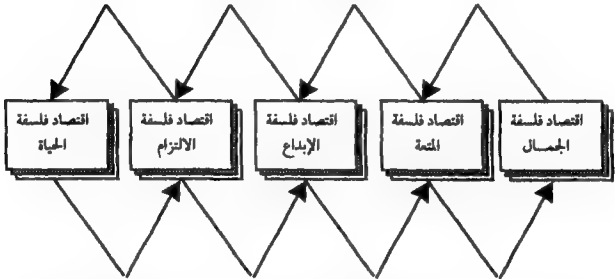 اقتصاد فلسفة
الجمال
اقتصاد فلسفة
المتعة
اقتصاد فلسفة
الإبداع
اقتصاد فلسفة
الالتزام
اقتصاد فلسفة
الحياة